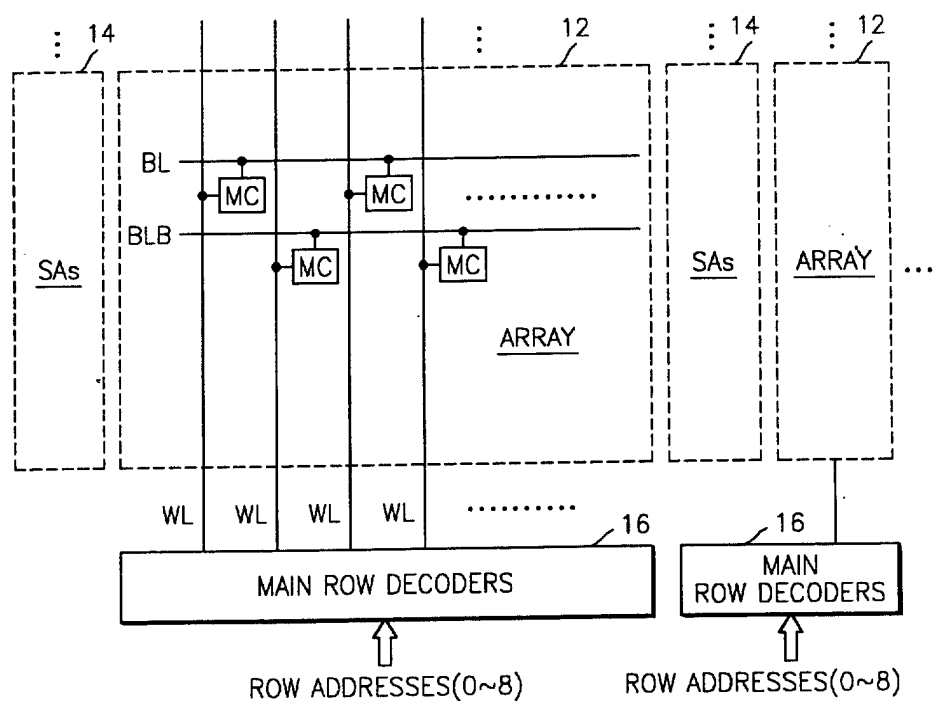 14 12 14 12
BL
MC MC
BLB
MC MC
SAs SAs ARRAY
ARRAY
WL WL WL WL
16 16
MAIN ROW DECODERS
MAIN
ROW DECODERS
ROW ADDRESSES(0~8) ROW ADDRESSES(0~8)